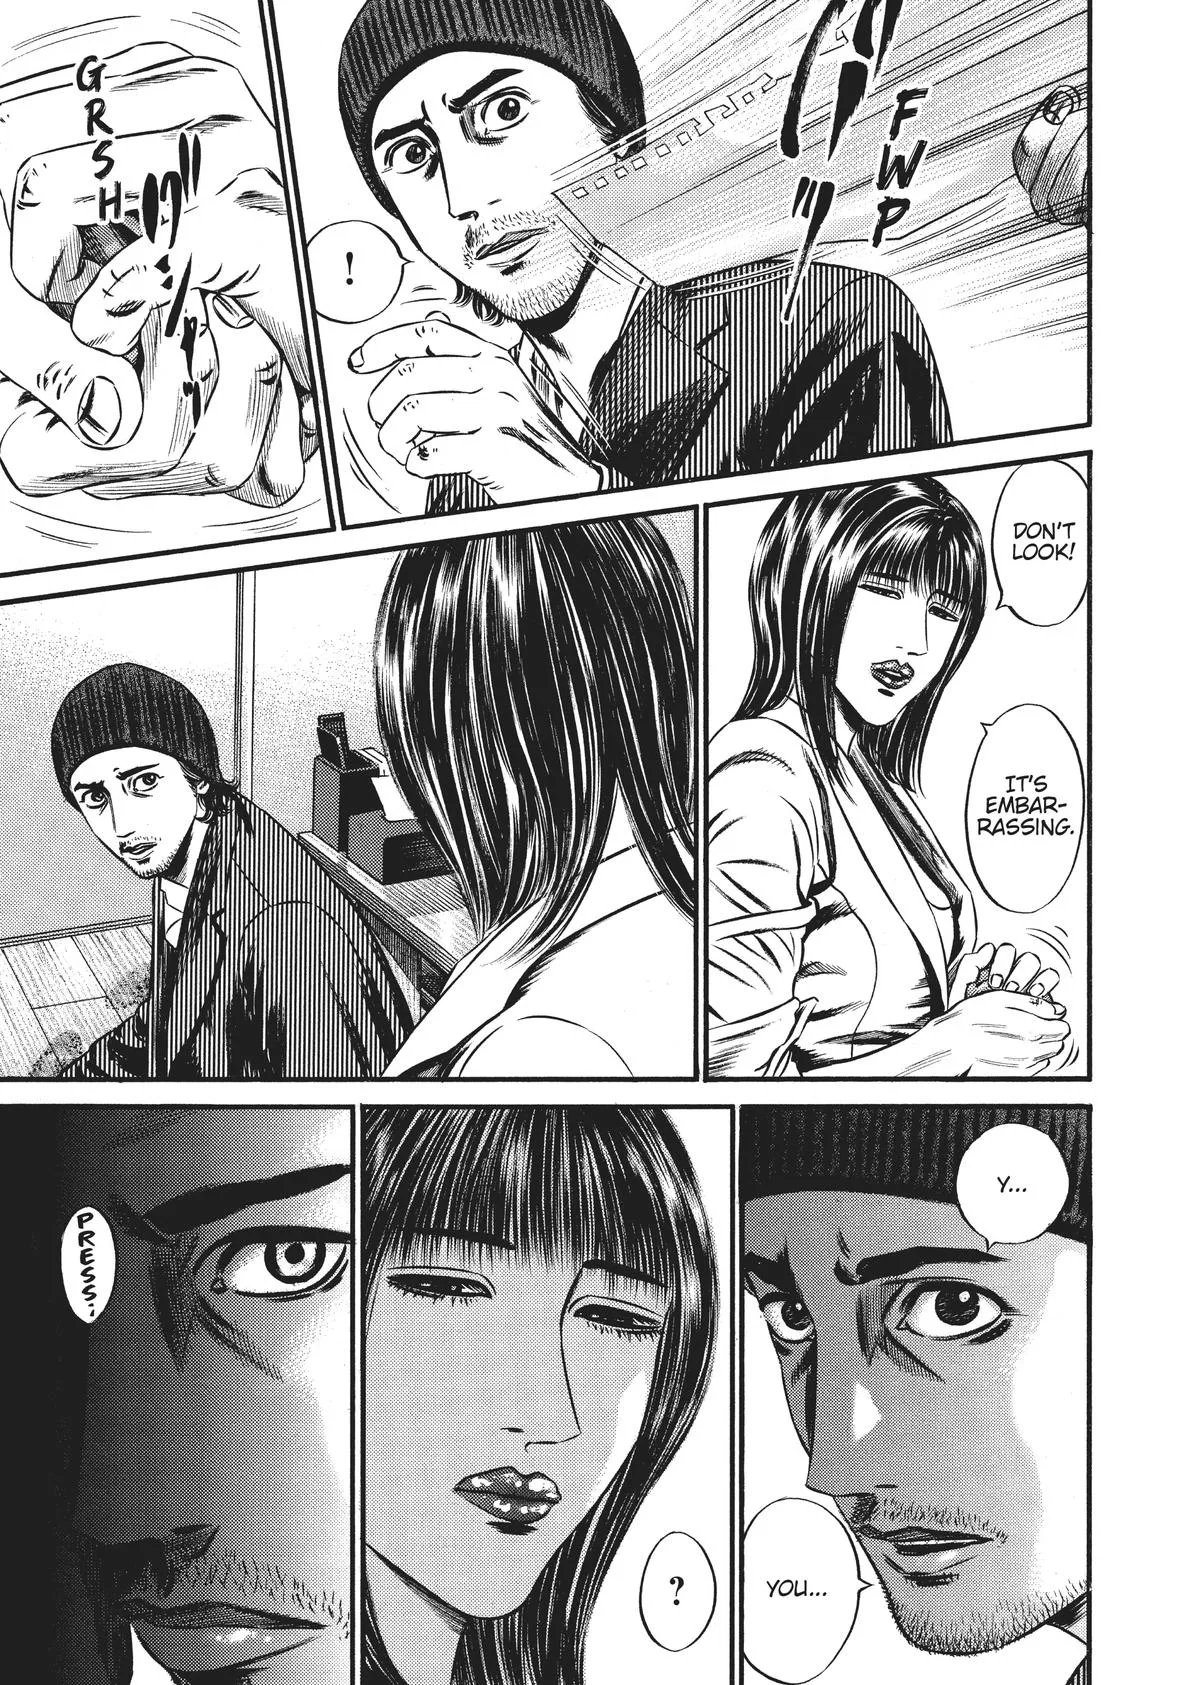 FWP
!
GRSH
DON'T
LOOK!
IT'S
EMBAR-
RASSING.
Y...
YOU...
?
PRESS...